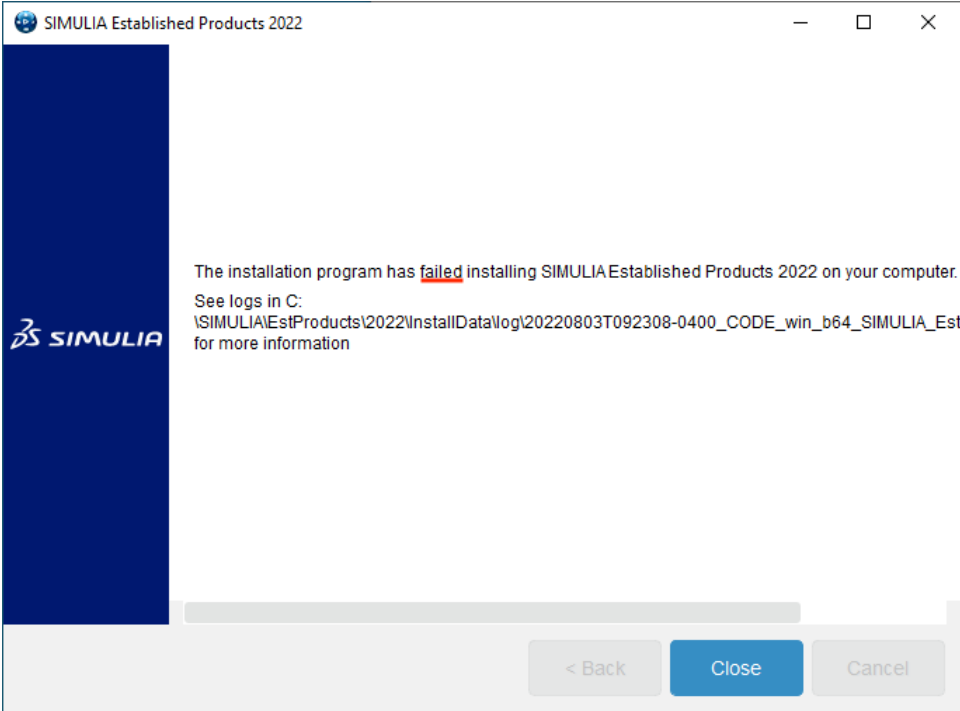 SIMULIA Established Products 2022
The installation program has failed installing SIMULIA Established Products 2022 on your computer.
See logs in C:
\SIMULIA\EstProducts\2022\InstallData\log\20220803T092308-0400_CODE_win_b64_SIMULIA_Est
for more information
3S SIMULIA
< Back
Close
Cancel